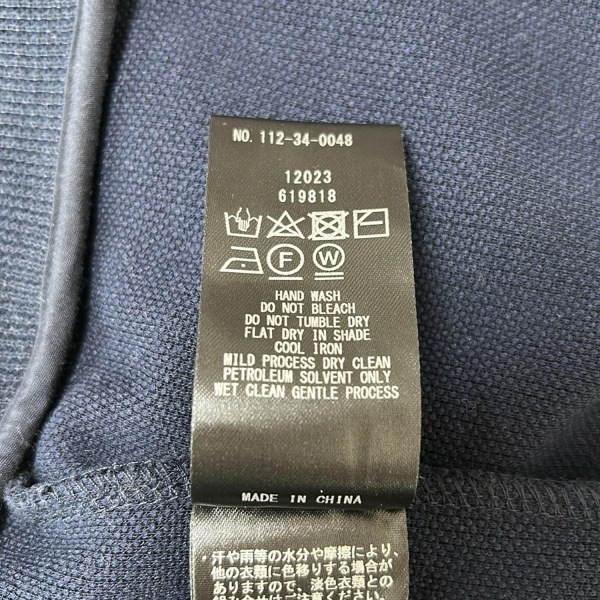 NO. 112-34-0048
12023
619818
F W
HAND WASH
DO NOT BLEACH
DO NOT TUMBLE DRY
FLAT DRY IN SHADE
COOL IRON
MILD PROCESS DRY CLEAN
PETROLEUM SOLVENT ONLY
WET CLEAN GENTLE PROCESS
MADE IN CHINA
・汗や雨等の水分や摩擦により、
他の衣類に色移りする場合が
ありますので、淡色衣類との